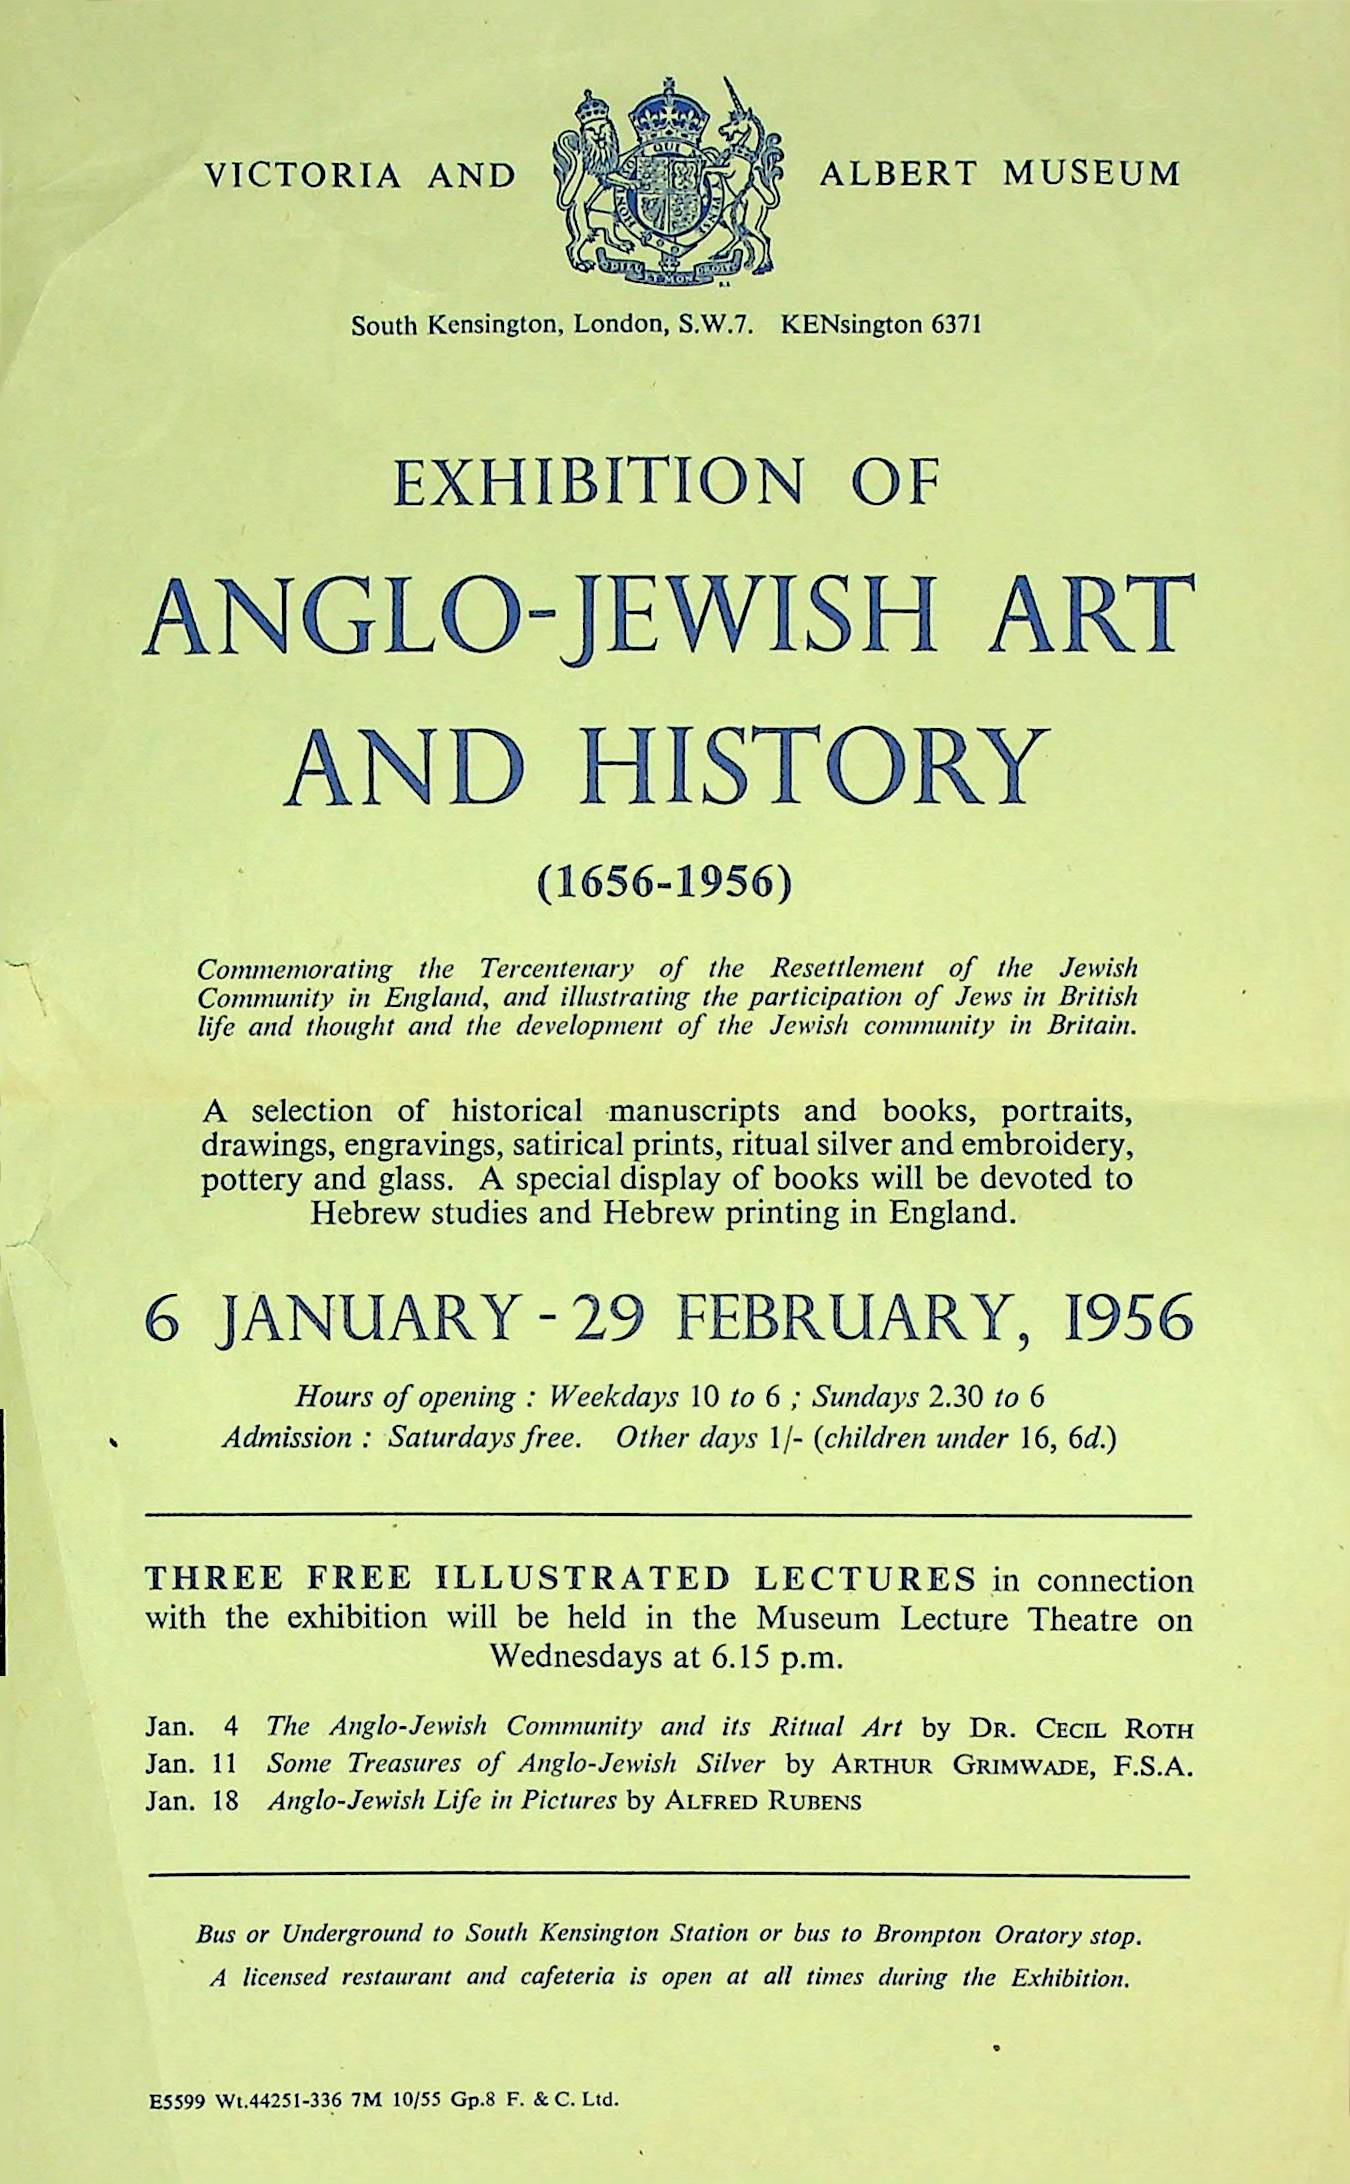 VICTORIA AND ALBERT MUSEUM
South Kensington, London, S.W.7. KENsington 6371
EXHIBITION OF
ANGLO-JEWISH ART
AND HISTORY
(1656-1956)
Commemorating the Tercentenary of the Resettlement of the Jewish
Community in England, and illustrating the participation of Jews in British
life and thought and the development of the Jewish community in Britain.
A selection of historical manuscripts and books, portraits,
drawings, engravings, satirical prints, ritual silver and embroidery,
pottery and glass. A special display of books will be devoted to
Hebrew studies and Hebrew printing in England.
6 JANUARY - 29 FEBRUARY, 1956
Hours of opening : Weekdays 10 to 6 ; Sundays 2.30 to 6
Admission : Saturdays free. Other days 1/- (children under 16, 6d.)
THREE FREE ILLUSTRATED LECTURES in connection
with the exhibition will be held in the Museum Lecture Theatre on
Wednesdays at 6.15 p.m.
Jan. 4 The Anglo-Jewish Community and its Ritual Art by DR. CECIL ROTH
Jan. 11 Some Treasures of Anglo-Jewish Silver by ARTHUR GRIMWADE, F.S.A.
Jan. 18 Anglo-Jewish Life in Pictures by ALFRED RUBENS
Bus or Underground to South Kensington Station or bus to Brompton Oratory stop.
A licensed restaurant and cafeteria is open at all times during the Exhibition.
E5599 Wt.44251-336 7M 10/55 Gp.8 F. & C. Ltd.